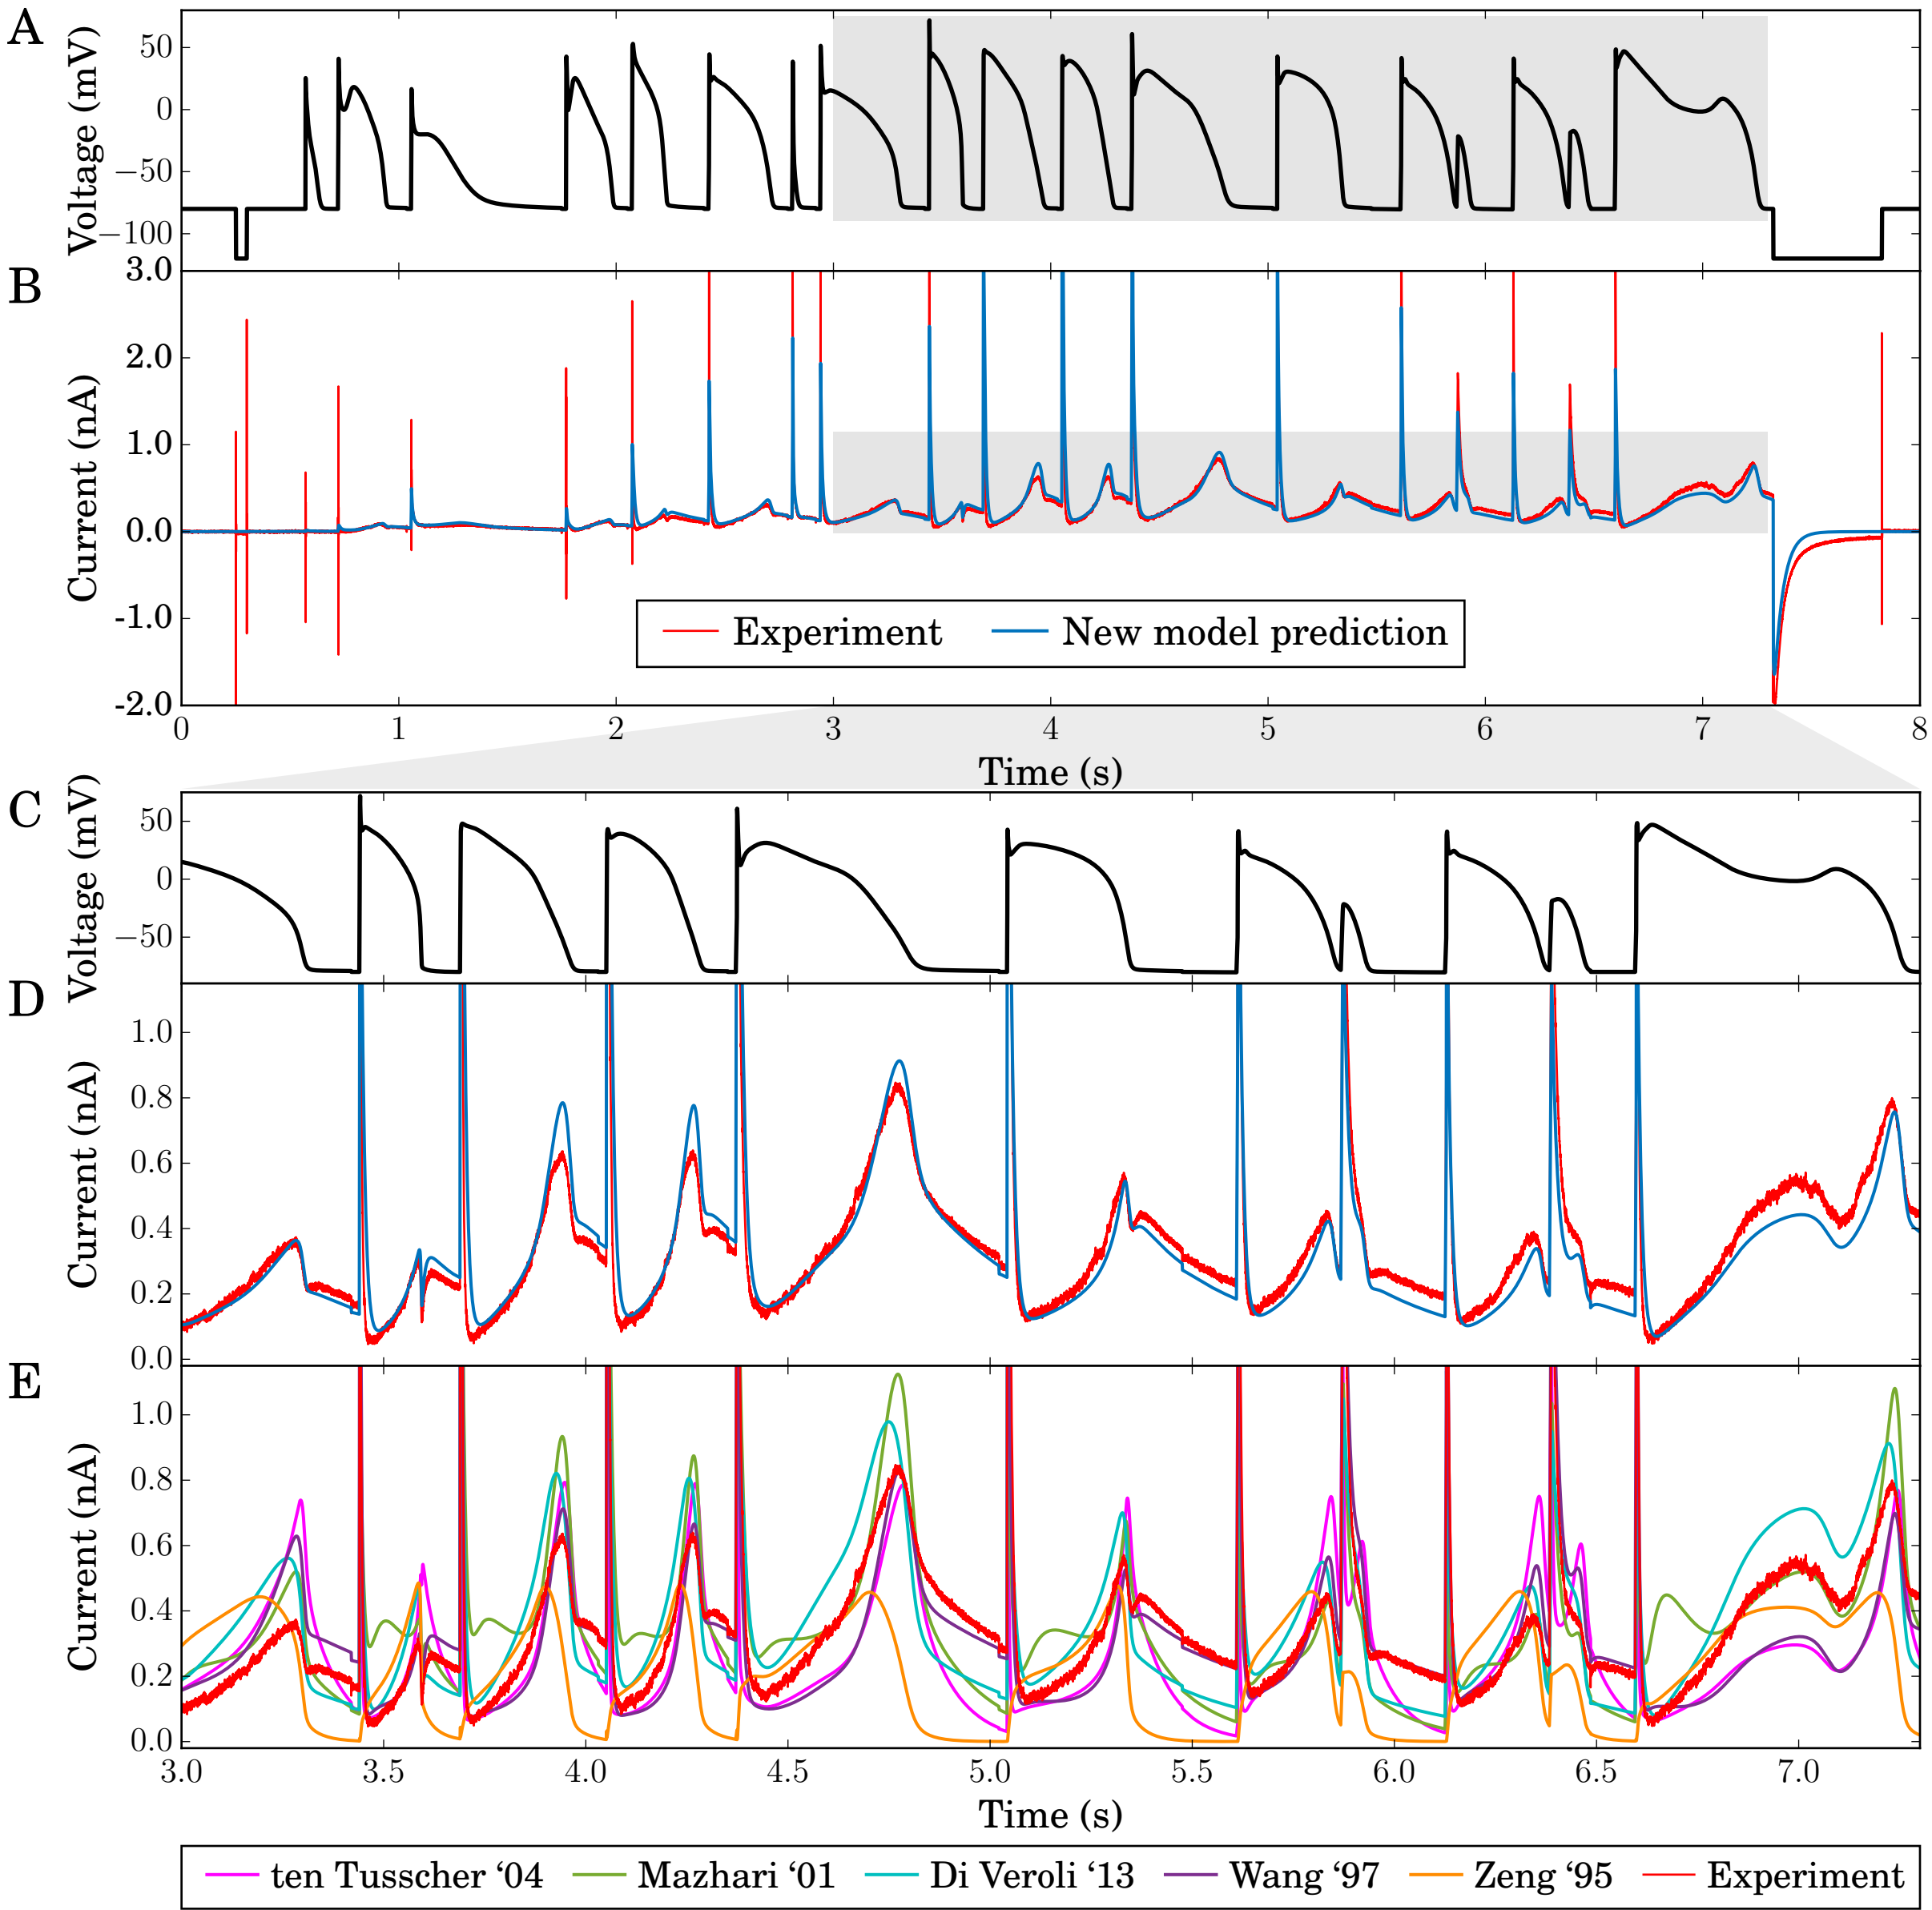 A
Voltage (mV)
50
0
−50
−100
B
Current (nA)
3.0
2.0
1.0
0.0
-1.0
-2.0
Experiment
New model prediction
0
1
2
3
4
5
6
7
8
Time (s)
C
Voltage (mV)
50
0
−50
D
Current (nA)
1.0
0.8
0.6
0.4
0.2
0.0
E
Current (nA)
1.0
0.8
0.6
0.4
0.2
0.0
3.0
3.5
4.0
4.5
5.0
5.5
6.0
6.5
7.0
Time (s)
ten Tusscher ‘04
Mazhari ‘01
Di Veroli ‘13
Wang ‘97
Zeng ‘95
Experiment